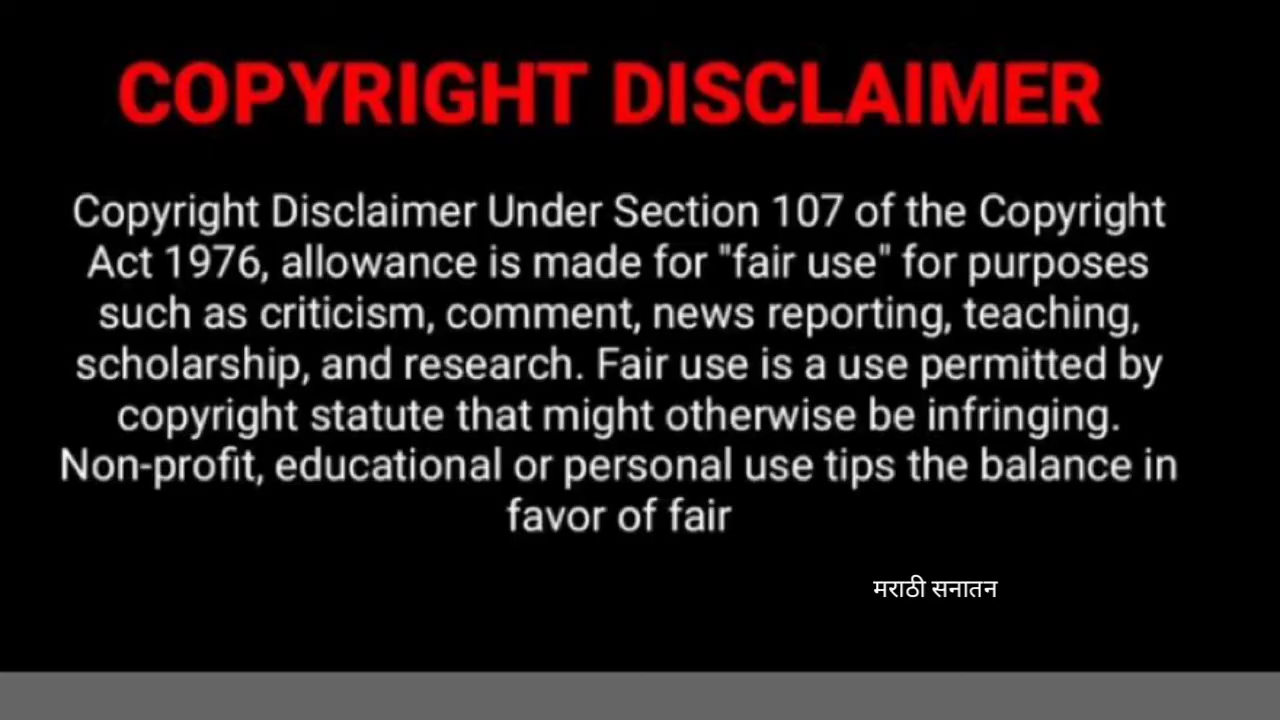 COPYRIGHT DISCLAIMER
Copyright Disclaimer Under Section 107 of the Copyright
Act 1976, allowance is made for "fair use" for purposes
such as criticism, comment, news reporting, teaching,
scholarship, and research. Fair use is a use permitted by
copyright statute that might otherwise be infringing.
Non-profit, educational or personal use tips the balance in
favor of fair
मराठी सनातन